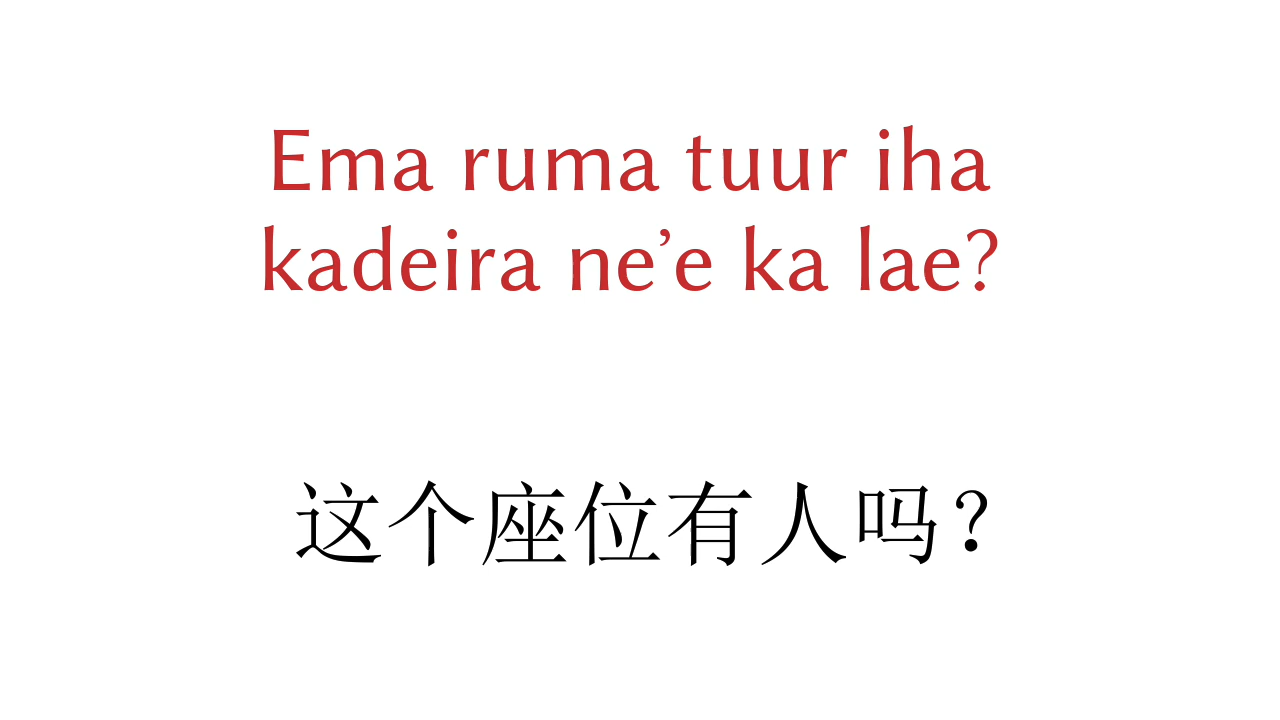 Ema ruma tuur iha
kadeira ne’e ka lae?
这个座位有人吗？